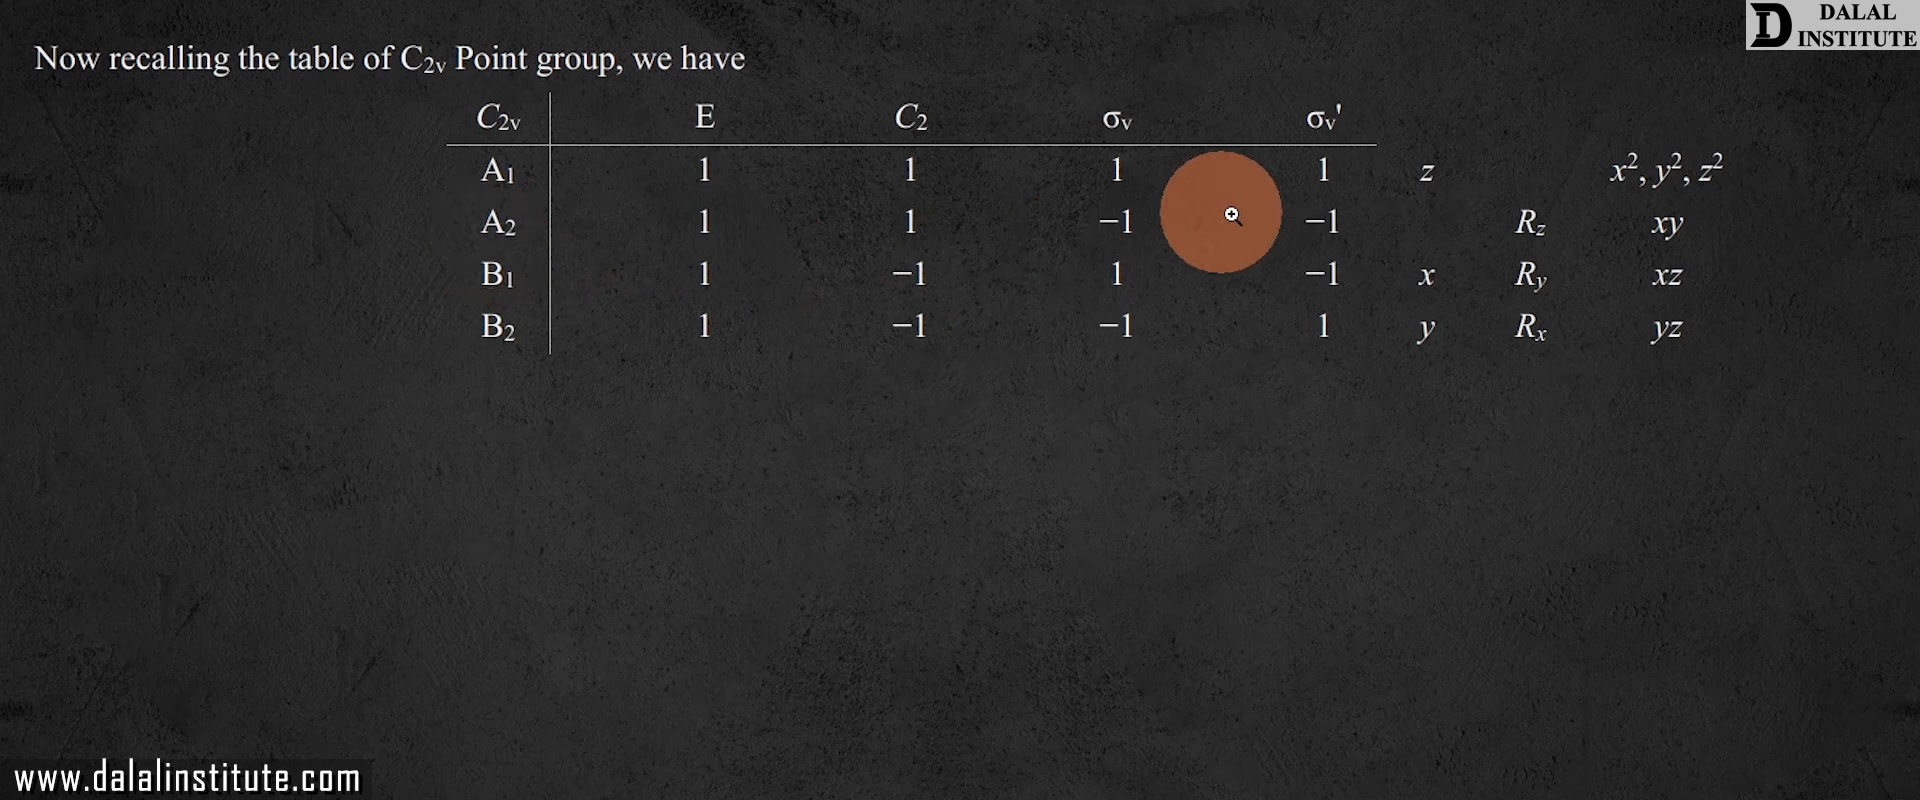 DALAL
INSTITUTE
Now recalling the table of C2v Point group, we have
C2v E C2 σv σv'
A1 1 1 1 1 z x², y², z²
A2 1 1 −1 −1 Rz xy
B1 1 −1 1 −1 x Ry xz
B2 1 −1 −1 1 y Rx yz
www.dalalinstitute.com